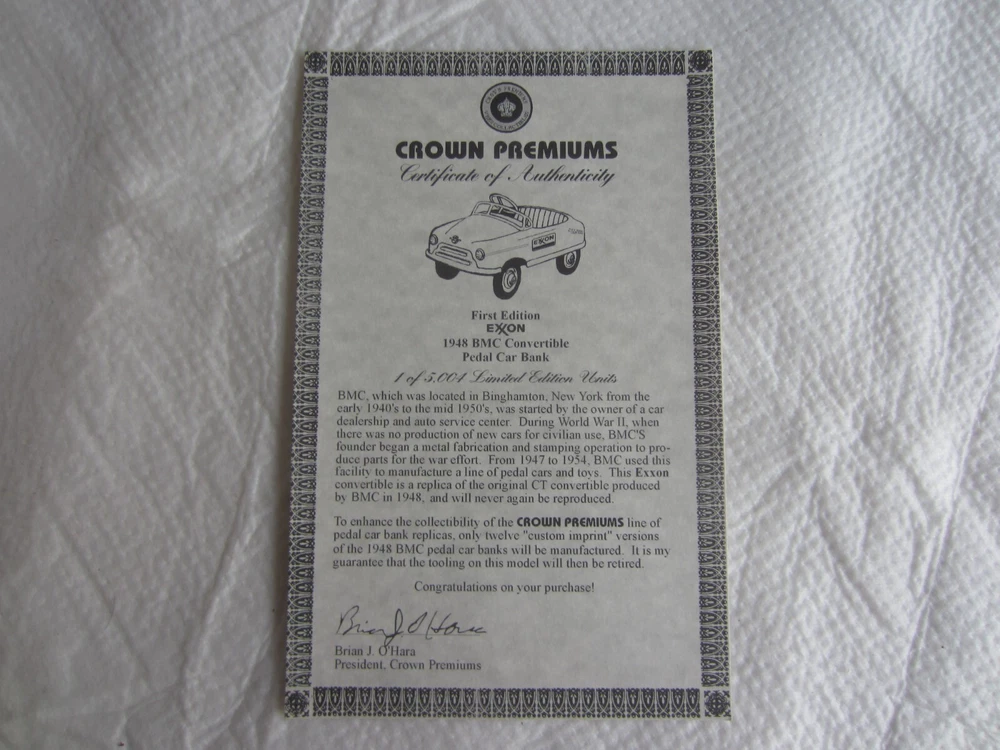 CROWN PREMIUMS
Certificate of Authenticity
EXXON
First Edition
EXXON
1948 BMC Convertible
Pedal Car Bank
1 of 5,004 Limited Edition Units
BMC, which was located in Binghamton, New York from the
early 1940's to the mid 1950's, was started by the owner of a car
dealership and auto service center. During World War II, when
there was no production of new cars for civilian use, BMC'S
founder began a metal fabrication and stamping operation to pro-
duce parts for the war effort. From 1947 to 1954, BMC used this
facility to manufacture a line of pedal cars and toys. This Exxon
convertible is a replica of the original CT convertible produced
by BMC in 1948, and will never again be reproduced.
To enhance the collectibility of the CROWN PREMIUMS line of
pedal car bank replicas, only twelve "custom imprint" versions
of the 1948 BMC pedal car banks will be manufactured. It is my
guarantee that the tooling on this model will then be retired.
Congratulations on your purchase!
Brian J O'Hara
Brian J. O'Hara
President, Crown Premiums